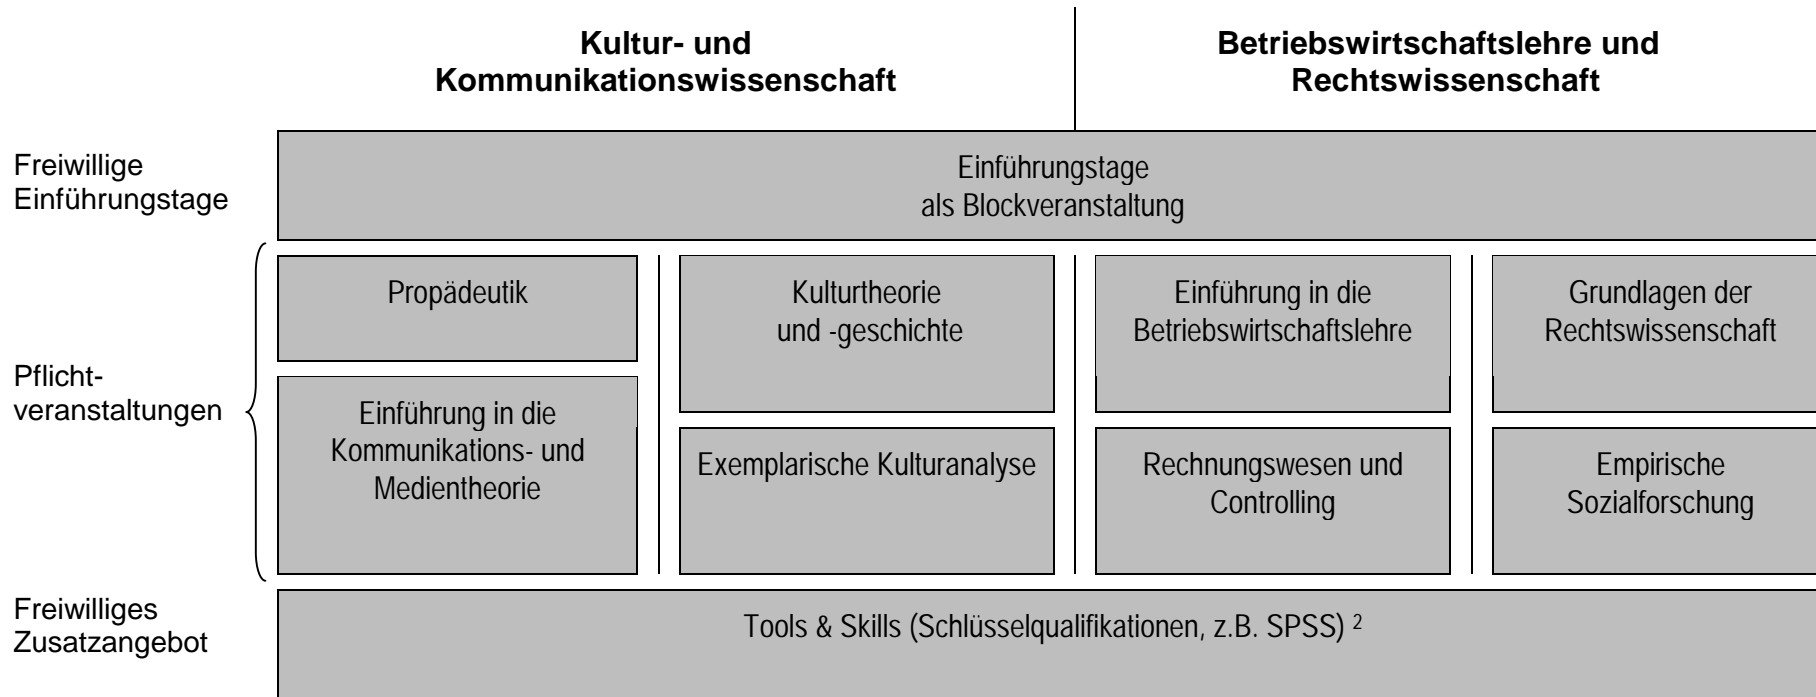 Kultur- und
Kommunikationswissenschaft
Betriebswirtschaftslehre und
Rechtswissenschaft
Freiwillige
Einführungstage
Einführungstage
als Blockveranstaltung
Pflicht-
veranstaltungen
Propädeutik
Einführung in die
Kommunikations- und
Medientheorie
Kulturtheorie
und -geschichte
Exemplarische Kulturanalyse
Einführung in die
Betriebswirtschaftslehre
Rechnungswesen und
Controlling
Grundlagen der
Rechtswissenschaft
Empirische
Sozialforschung
Freiwilliges
Zusatzangebot
Tools & Skills (Schlüsselqualifikationen, z.B. SPSS) ²